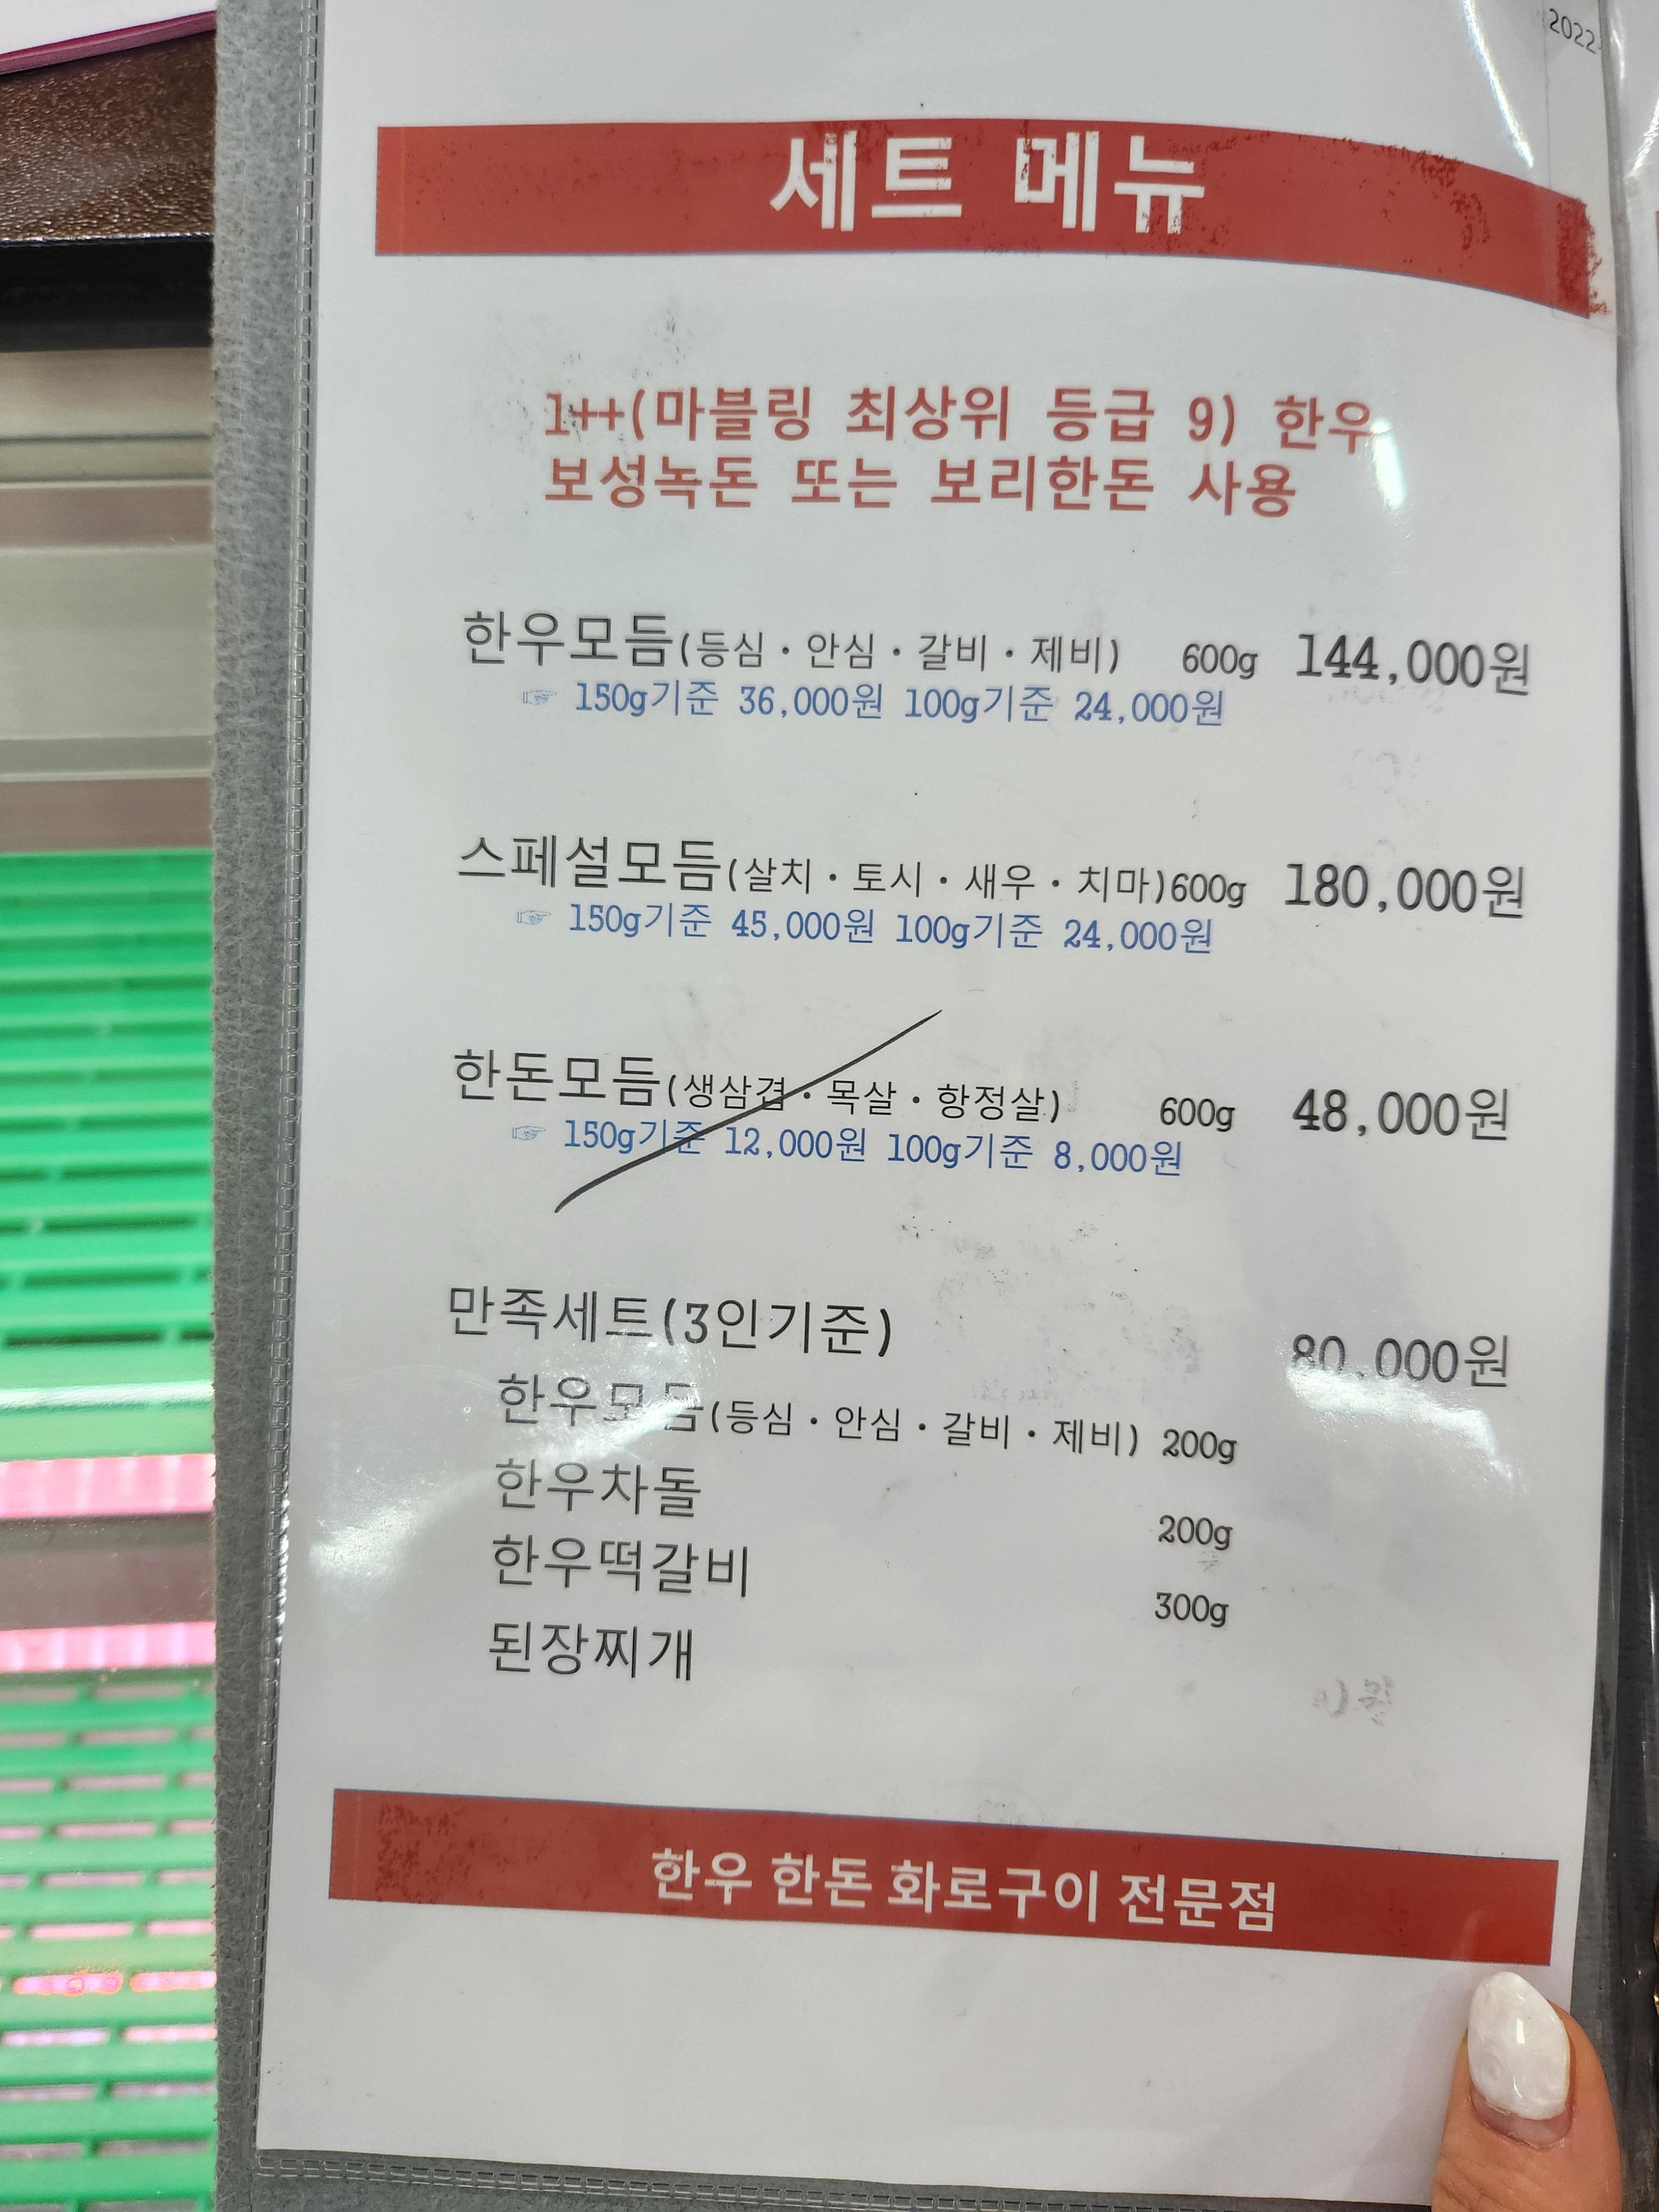 2022
세트 메뉴
1++(마블링 최상위 등급 9) 한우
보성녹돈 또는 보리한돈 사용
한우모듬(등심·안심·갈비·제비) 600g 144,000원
☞ 150g기준 36,000원 100g기준 24,000원
스페셜모듬(살치·토시·새우·치마)600g 180,000원
☞ 150g기준 45,000원 100g기준 24,000원
한돈모듬(생삼겹·목살·항정살) 600g 48,000원
☞ 150g기준 12,000원 100g기준 8,000원
만족세트(3인기준) 80,000원
한우모듬(등심·안심·갈비·제비) 200g
한우차돌 200g
한우떡갈비 300g
된장찌개
한우 한돈 화로구이 전문점